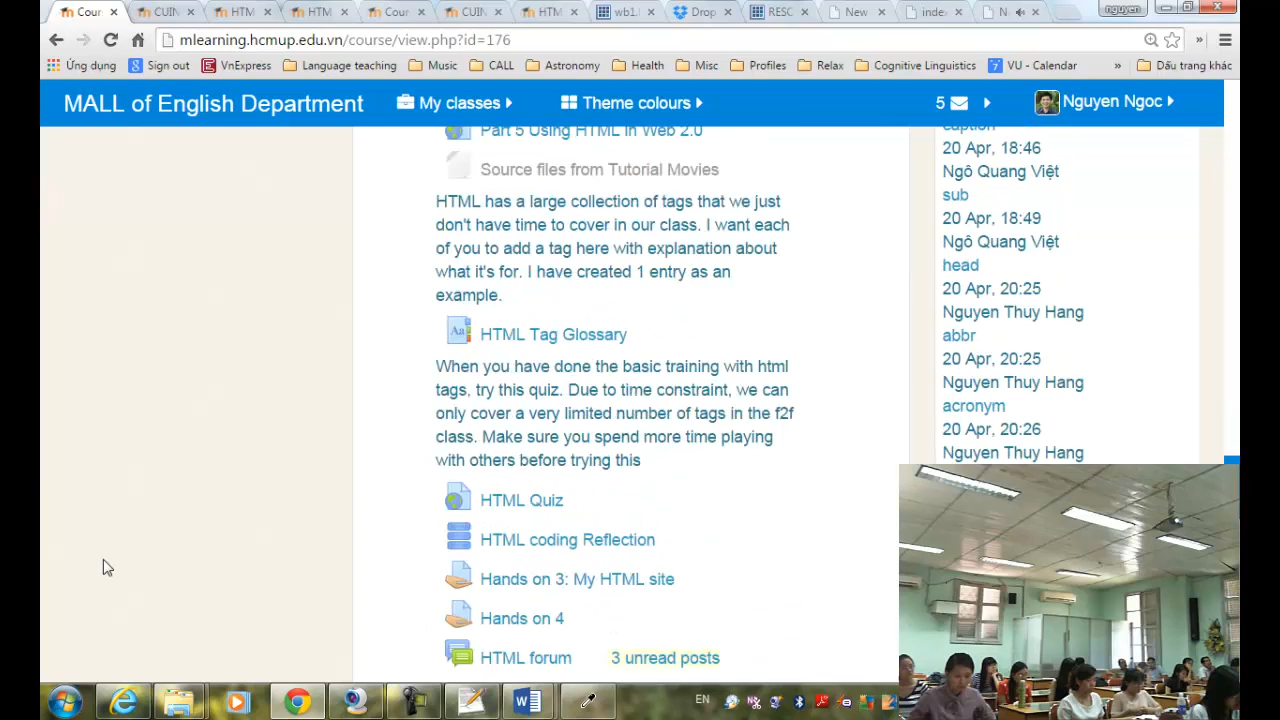 Cour
CUIN
HTM
HTM
Cour
CUIN
HTM
wb1.
Drop
RESC
New
index
N
nguyen
mlearning.hcmup.edu.vn/course/view.php?id=176
Ứng dụng
Sign out
VnExpress
Language teaching
Music
CALL
Astronomy
Health
Misc
Profiles
Relax
Cognitive Linguistics
VU - Calendar
»
Dấu trang khác
MALL of English Department
My classes
Theme colours
5
Nguyen Ngoc
Part 5 Using HTML in Web 2.0
Source files from Tutorial Movies
HTML has a large collection of tags that we just
don't have time to cover in our class. I want each
of you to add a tag here with explanation about
what it's for. I have created 1 entry as an
example.
HTML Tag Glossary
When you have done the basic training with html
tags, try this quiz. Due to time constraint, we can
only cover a very limited number of tags in the f2f
class. Make sure you spend more time playing
with others before trying this
HTML Quiz
HTML coding Reflection
Hands on 3: My HTML site
Hands on 4
HTML forum 3 unread posts
caption
20 Apr, 18:46
Ngô Quang Việt
sub
20 Apr, 18:49
Ngô Quang Việt
head
20 Apr, 20:25
Nguyen Thuy Hang
abbr
20 Apr, 20:25
Nguyen Thuy Hang
acronym
20 Apr, 20:26
Nguyen Thuy Hang
EN